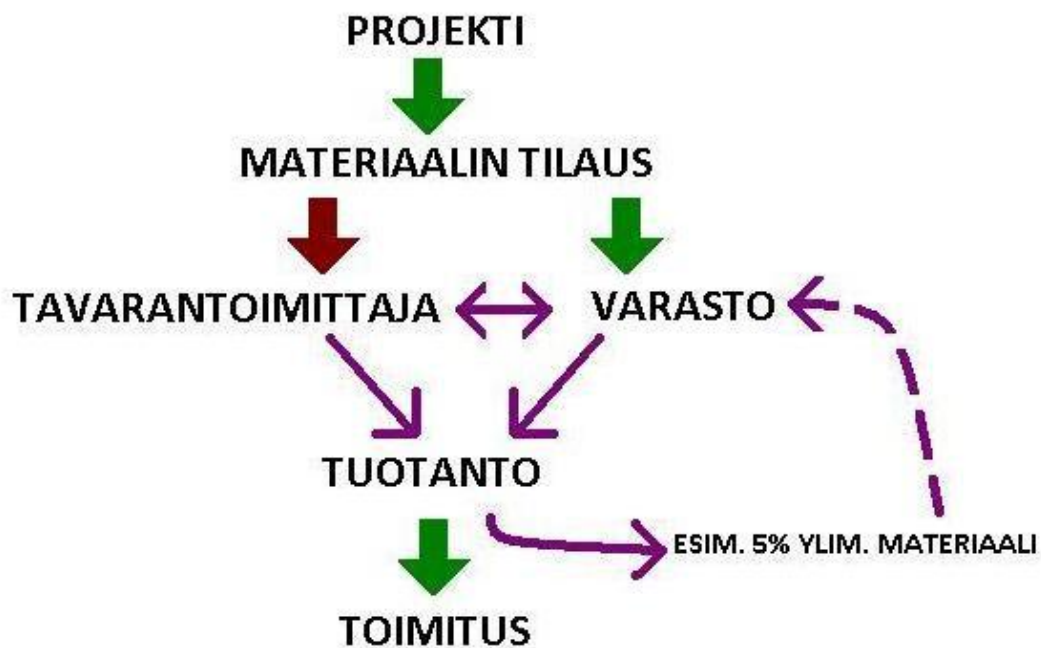 PROJEKTI
MATERIAALIN TILAUS
TAVARANTOIMITTAJA
VARASTO
TUOTANTO
ESIM. 5% YLIM. MATERIAALI
TOIMITUS